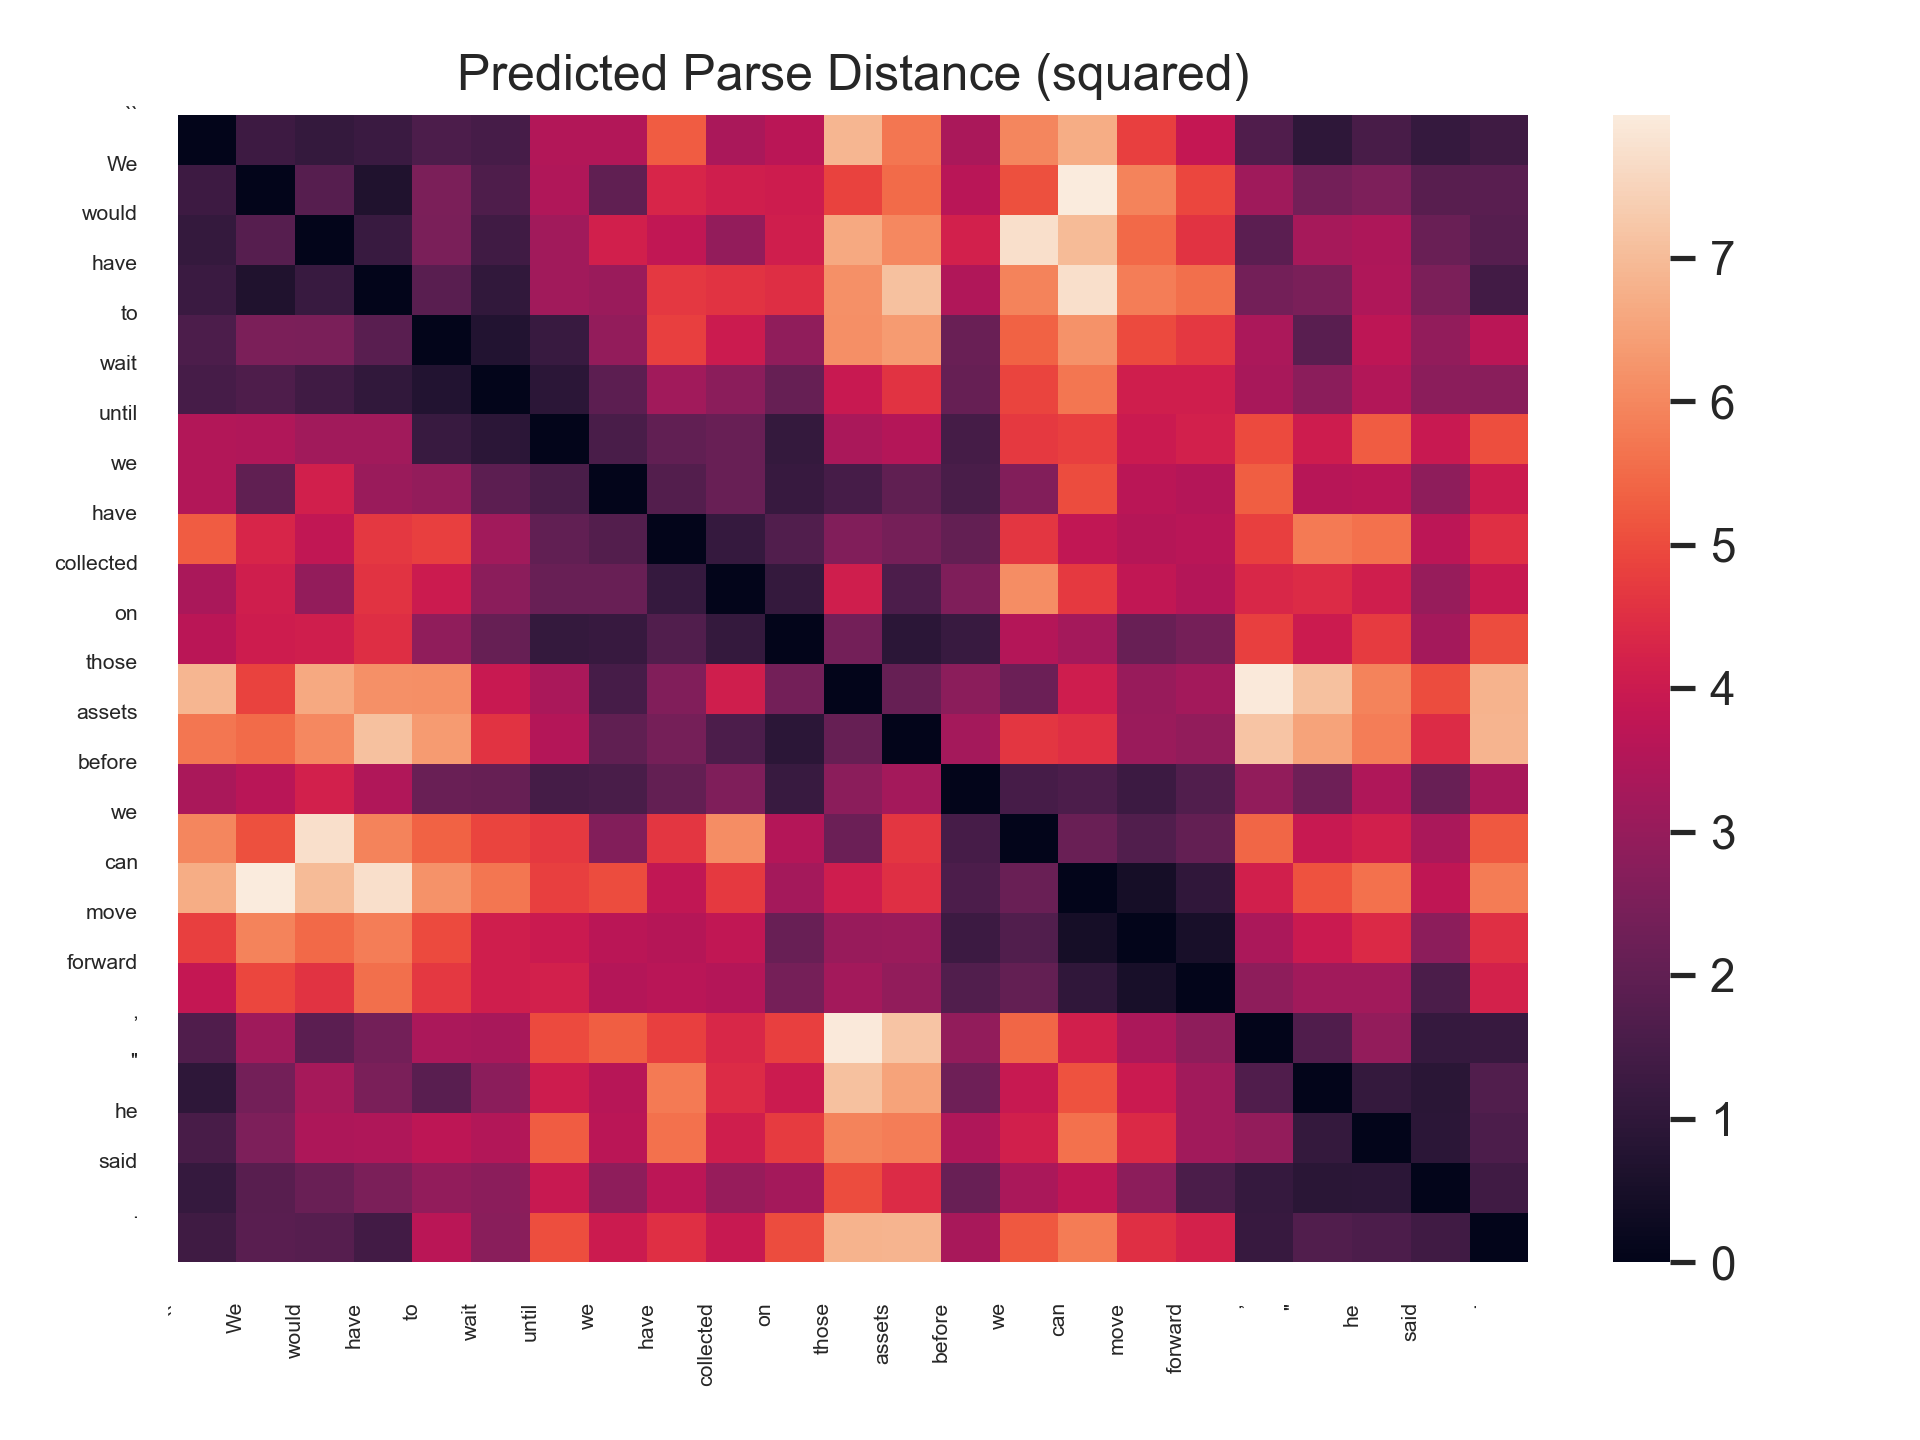 Predicted Parse Distance (squared)
``
We
would
have
to
wait
until
we
have
collected
on
those
assets
before
we
can
move
forward
,
''
he
said
.
7
6
5
4
3
2
1
0
`` We would have to wait until we have collected on those assets before we can move forward , '' he said .